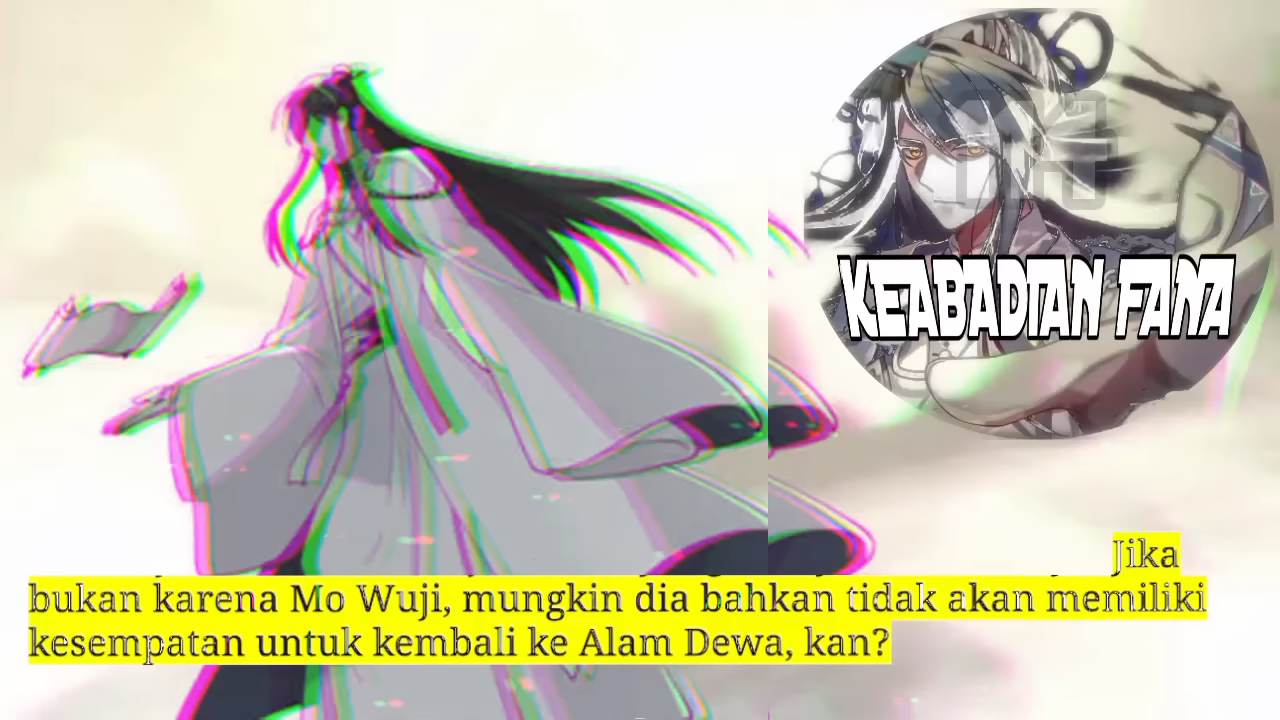 KEABADIAN FANA
Jika
bukan karena Mo Wuji, mungkin dia bahkan tidak akan memiliki
kesempatan untuk kembali ke Alam Dewa, kan?